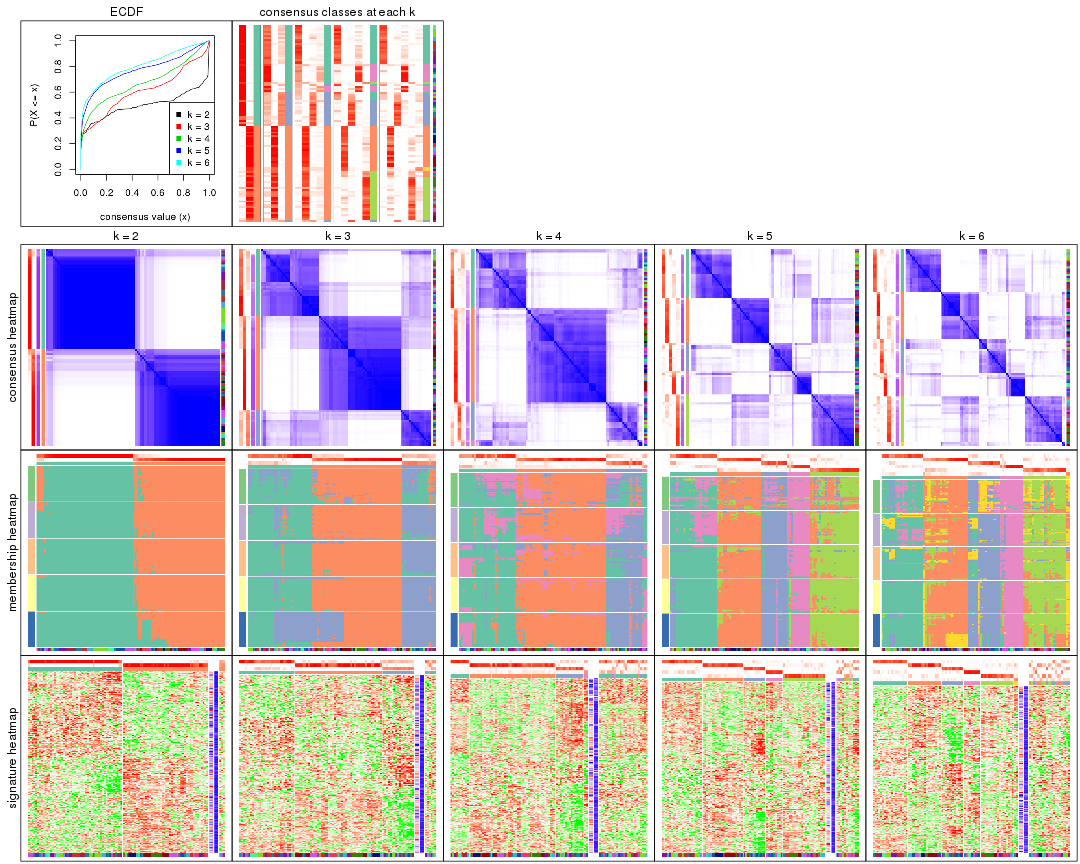 ECDF
consensus classes at each k
P(X <= x)
0.0 0.2 0.4 0.6 0.8 1.0
k = 2
k = 3
k = 4
k = 5
k = 6
0.0 0.2 0.4 0.6 0.8 1.0
consensus value (x)
k = 2 k = 3 k = 4 k = 5 k = 6
consensus heatmap
membership heatmap
signature heatmap